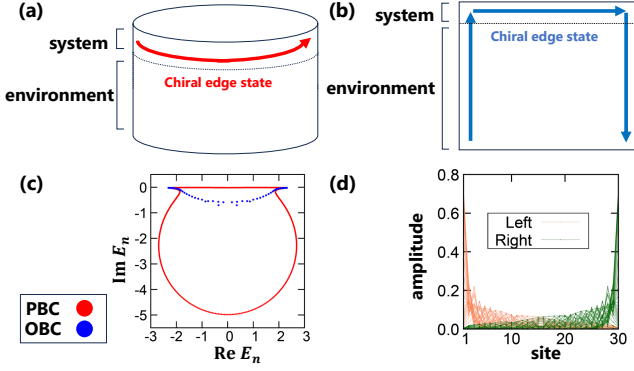 (a)
system
environment
Chiral edge state
(b)
system
environment
Chiral edge state
(c)
0
-1
-2
-3
-4
-5
-3 -2 -1 0 1 2 3
Im Eₙ
Re Eₙ
PBC
OBC
(d)
0.8
0.6
0.4
0.2
0.0
1 10 20 30
amplitude
site
Left
Right